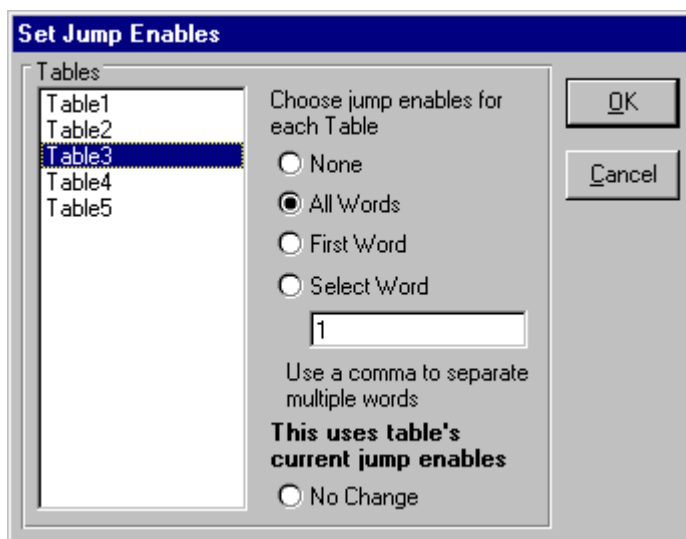 Set Jump Enables
Tables
Table1
Table2
Table3
Table4
Table5
Choose jump enables for
each Table
None
All Words
First Word
Select Word
1
Use a comma to separate
multiple words
This uses table's
current jump enables
No Change
OK
Cancel